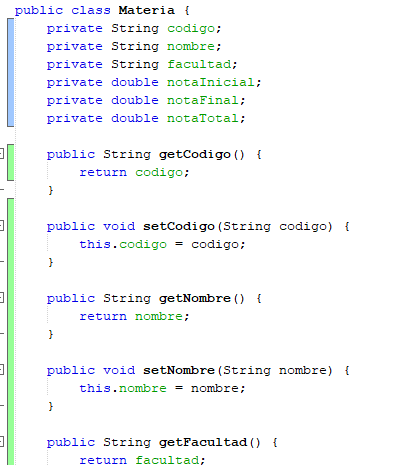 public class Materia {
private String codigo;
private String nombre;
private String facultad;
private double notaInicial;
private double notaFinal;
private double notaTotal;
public String getCodigo() {
return codigo;
}
public void setCodigo(String codigo) {
this.codigo = codigo;
}
public String getNombre() {
return nombre;
}
public void setNombre(String nombre) {
this.nombre = nombre;
}
public String getFacultad() {
return facultad;